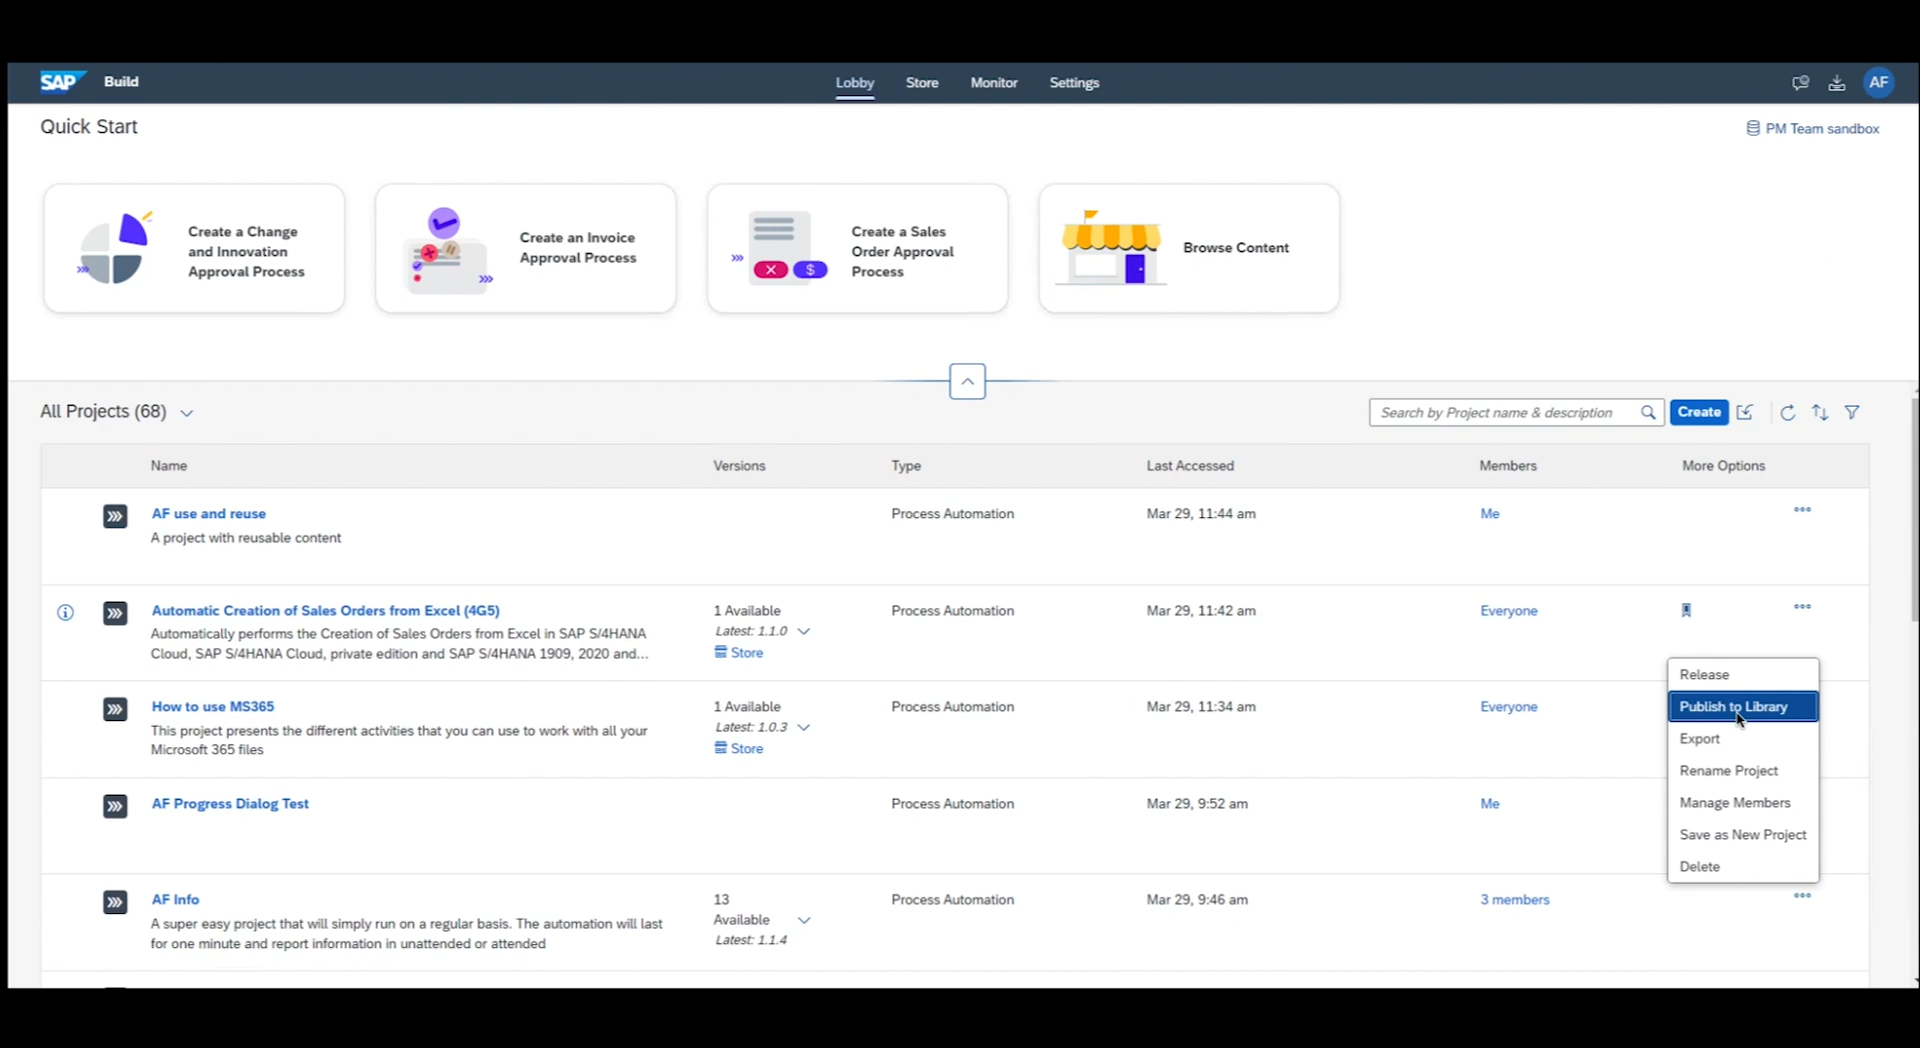 SAP Build Lobby Store Monitor Settings AF
Quick Start PM Team sandbox
Create a Change
and Innovation
Approval Process
Create an Invoice
Approval Process
Create a Sales
Order Approval
Process
$
Browse Content
All Projects (68) Search by Project name & description Create
Name Versions Type Last Accessed Members More Options
AF use and reuse Process Automation Mar 29, 11:44 am Me
A project with reusable content
Automatic Creation of Sales Orders from Excel (4G5) 1 Available Process Automation Mar 29, 11:42 am Everyone
Automatically performs the Creation of Sales Orders from Excel in SAP S/4HANA Latest: 1.1.0
Cloud, SAP S/4HANA Cloud, private edition and SAP S/4HANA 1909, 2020 and... Store
How to use MS365 1 Available Process Automation Mar 29, 11:34 am Everyone
This project presents the different activities that you can use to work with all your Latest: 1.0.3
Microsoft 365 files Store
AF Progress Dialog Test Process Automation Mar 29, 9:52 am Me
AF Info 13 Process Automation Mar 29, 9:46 am 3 members
A super easy project that will simply run on a regular basis. The automation will last Available
for one minute and report information in unattended or attended Latest: 1.1.4
Release
Publish to Library
Export
Rename Project
Manage Members
Save as New Project
Delete